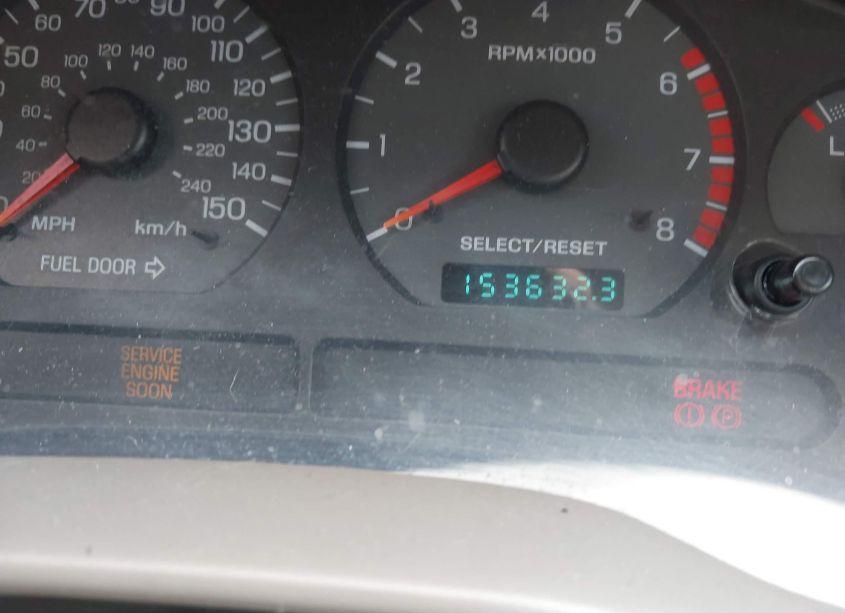 60 70 80 90 100
50 110
120
130
140
150
20 40 60 80 100 120 140 160 180 200 220 240
MPH km/h
FUEL DOOR
0 1 2 3 4 5 6 7 8
RPM×1000
SELECT/RESET
153632.3
L
SERVICE
ENGINE
SOON
BRAKE
(!) (P)